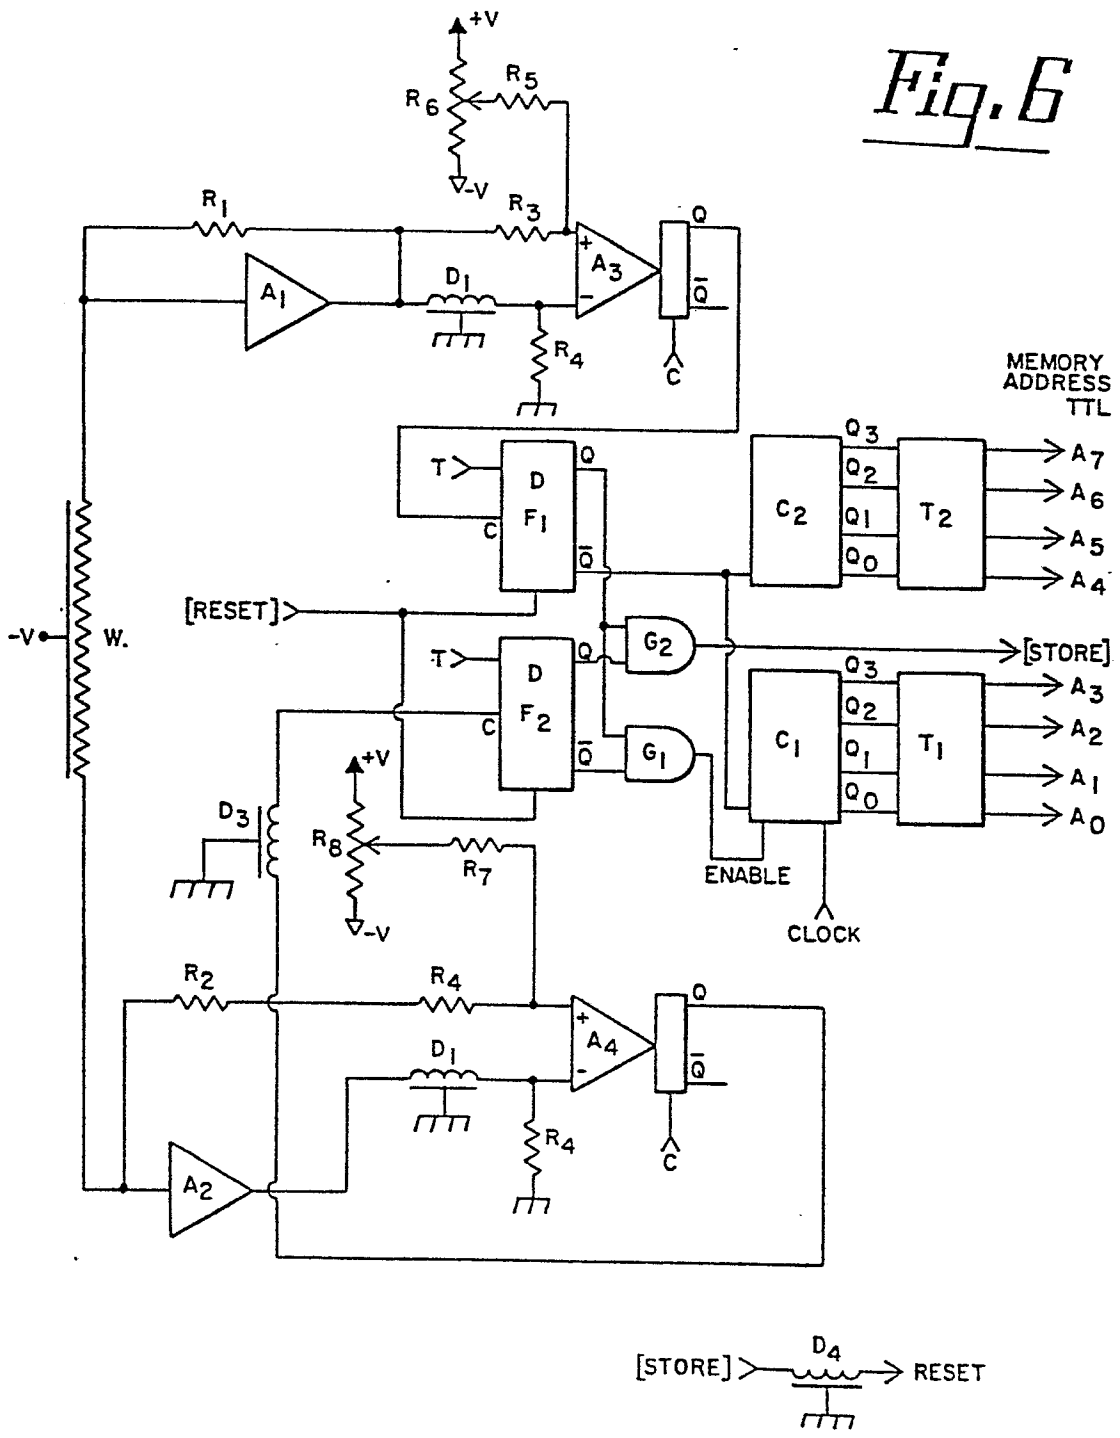 Fig. 6
+V
R6
R5
-V
R1
R3
A1
D1
+
A3
-
Q
Q̅
C
R4
MEMORY
ADDRESS
TTL
T
D
F1
C
Q
Q̅
C2
Q3
Q2
Q1
Q0
T2
A7
A6
A5
A4
[RESET]
-V
W.
T
D
F2
C
Q
Q̅
G2
[STORE]
G1
C1
Q3
Q2
Q1
Q0
T1
A3
A2
A1
A0
ENABLE
CLOCK
D3
+V
R8
R7
-V
R2
R4
D1
+
A4
-
Q
Q̅
C
R4
A2
[STORE]
D4
RESET